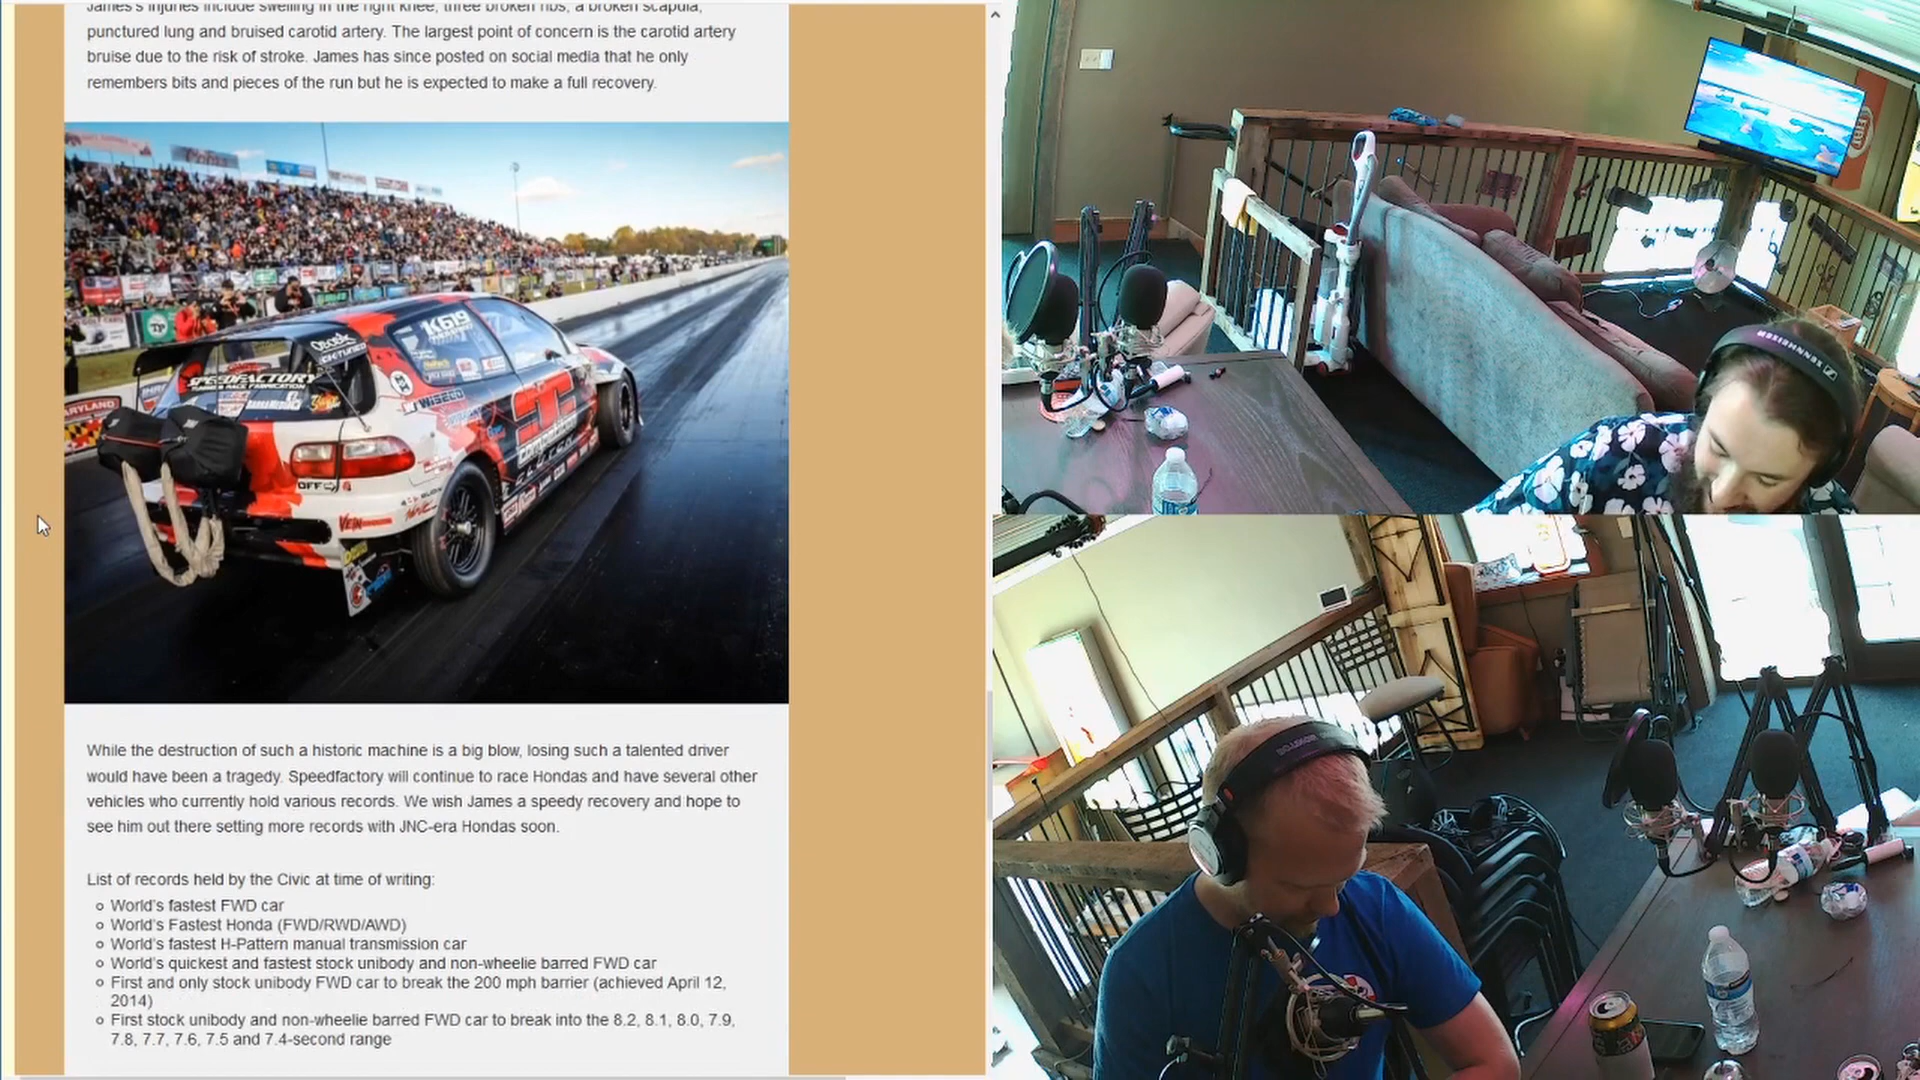 James's injuries include swelling in the right knee, three broken ribs, a broken scapula,
punctured lung and bruised carotid artery. The largest point of concern is the carotid artery
bruise due to the risk of stroke. James has since posted on social media that he only
remembers bits and pieces of the run but he is expected to make a full recovery.
K619
SPEEDFACTORY
WISECO
OFF
MARYLAND
While the destruction of such a historic machine is a big blow, losing such a talented driver
would have been a tragedy. Speedfactory will continue to race Hondas and have several other
vehicles who currently hold various records. We wish James a speedy recovery and hope to
see him out there setting more records with JNC-era Hondas soon.
List of records held by the Civic at time of writing:
World's fastest FWD car
World's Fastest Honda (FWD/RWD/AWD)
World's fastest H-Pattern manual transmission car
World's quickest and fastest stock unibody and non-wheelie barred FWD car
First and only stock unibody FWD car to break the 200 mph barrier (achieved April 12,
2014)
First stock unibody and non-wheelie barred FWD car to break into the 8.2, 8.1, 8.0, 7.9,
7.8, 7.7, 7.6, 7.5 and 7.4-second range
SENNHEISER